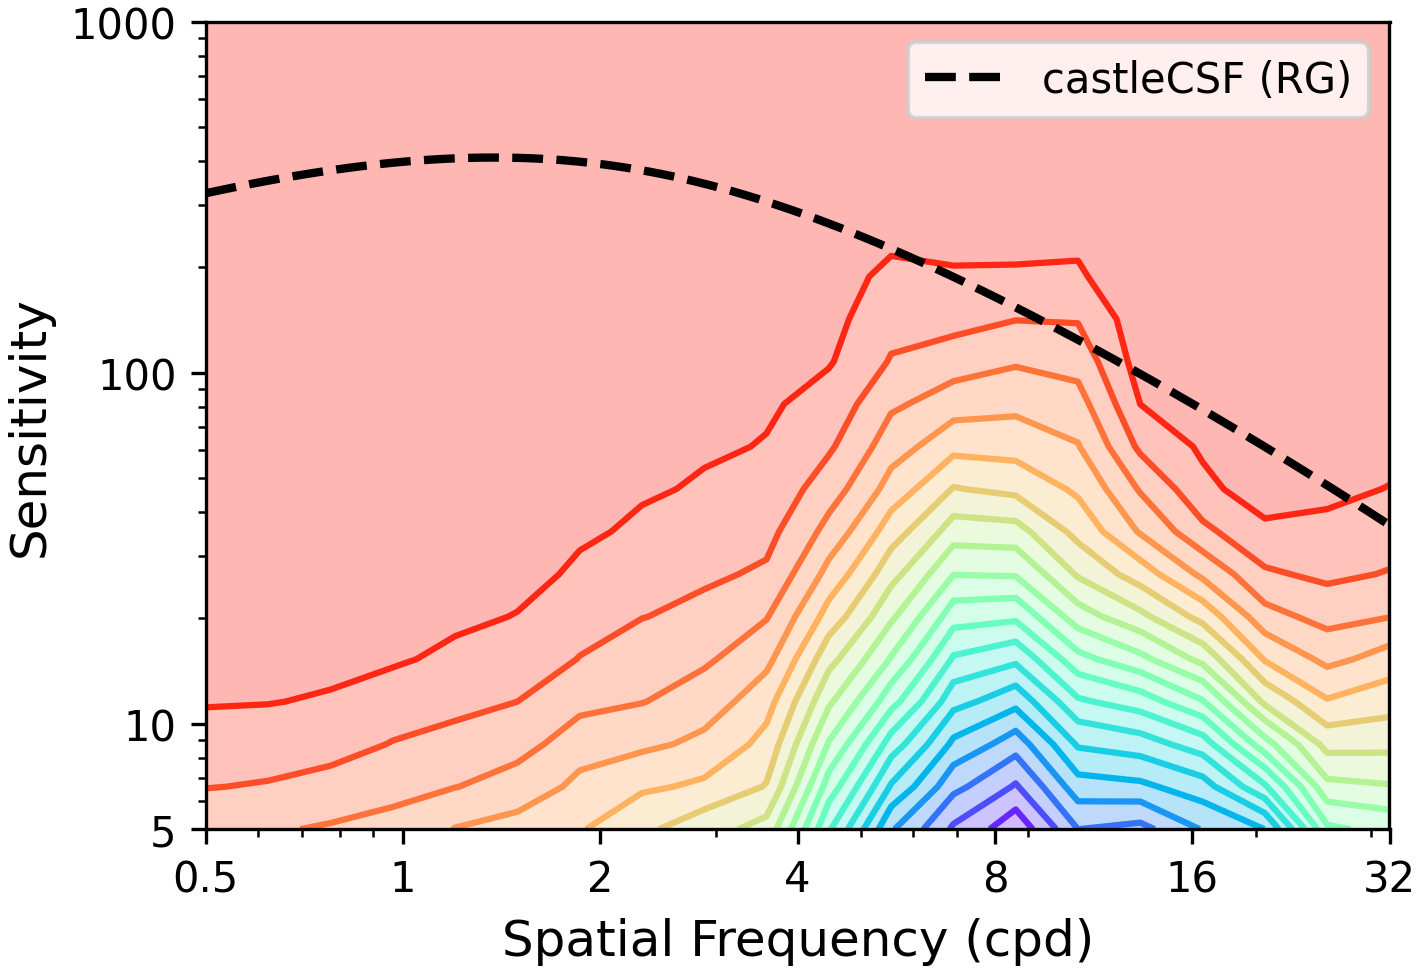 1000
100
10
5
Sensitivity
castleCSF (RG)
0.5 1 2 4 8 16 32
Spatial Frequency (cpd)